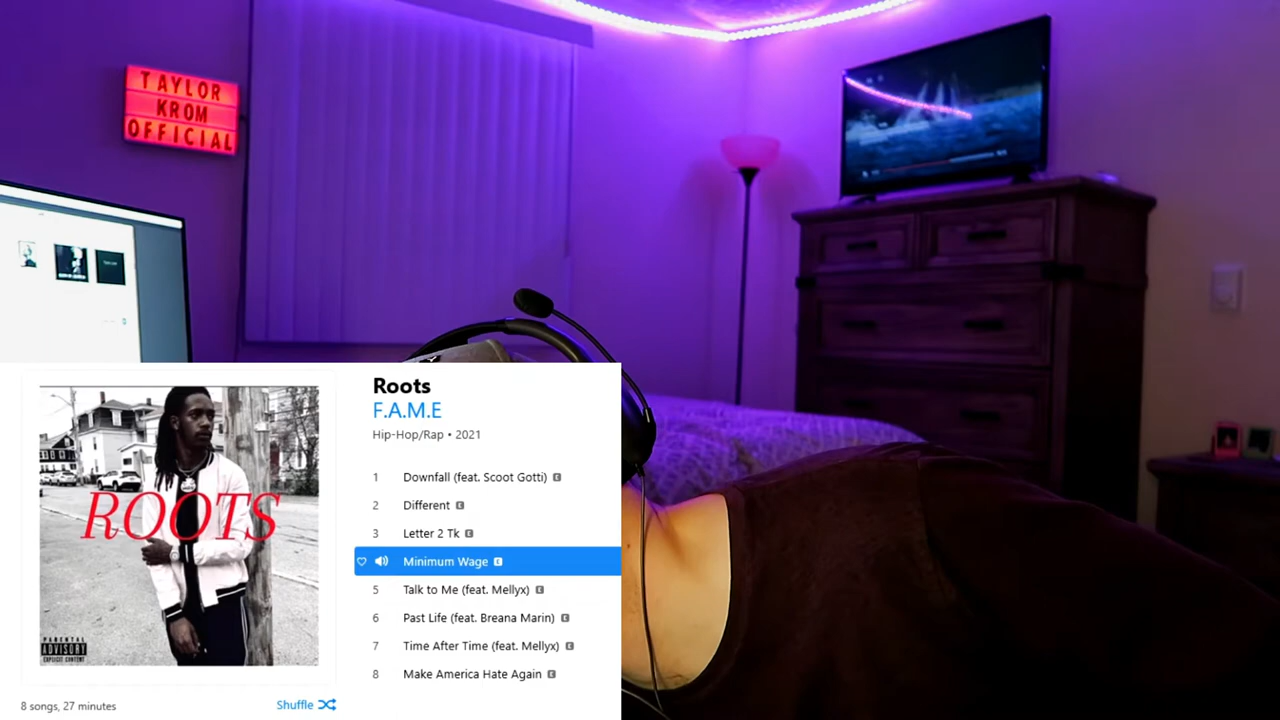 TAYLOR
KROM
OFFICIAL
ROOTS
PARENTAL
ADVISORY
EXPLICIT CONTENT
8 songs, 27 minutes
Shuffle
Roots
F.A.M.E
Hip-Hop/Rap • 2021
1 Downfall (feat. Scoot Gotti) E
2 Different E
3 Letter 2 Tk E
Minimum Wage E
5 Talk to Me (feat. Mellyx) E
6 Past Life (feat. Breana Marin) E
7 Time After Time (feat. Mellyx) E
8 Make America Hate Again E